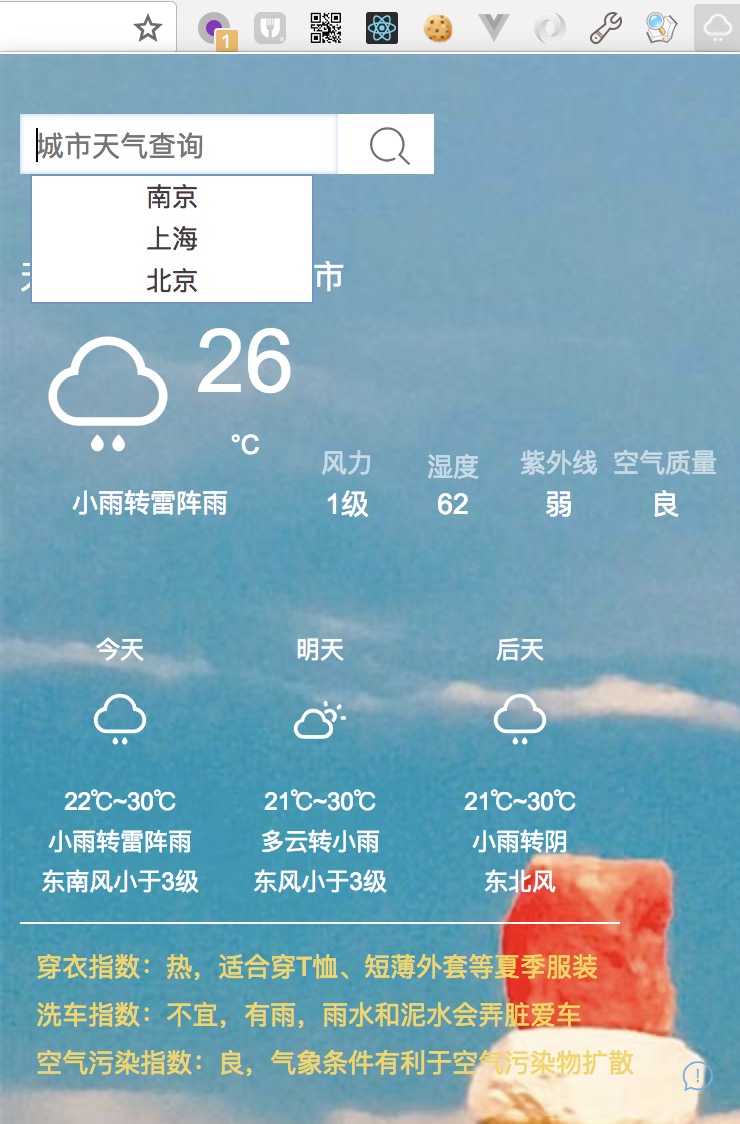 1
城市天气查询
南京
上海
北京
市
26
℃
风力 湿度 紫外线 空气质量
小雨转雷阵雨 1级 62 弱 良
今天 明天 后天
22℃~30℃ 21℃~30℃ 21℃~30℃
小雨转雷阵雨 多云转小雨 小雨转阴
东南风小于3级 东风小于3级 东北风
穿衣指数：热，适合穿T恤、短薄外套等夏季服装
洗车指数：不宜，有雨，雨水和泥水会弄脏爱车
空气污染指数：良，气象条件有利于空气污染物扩散